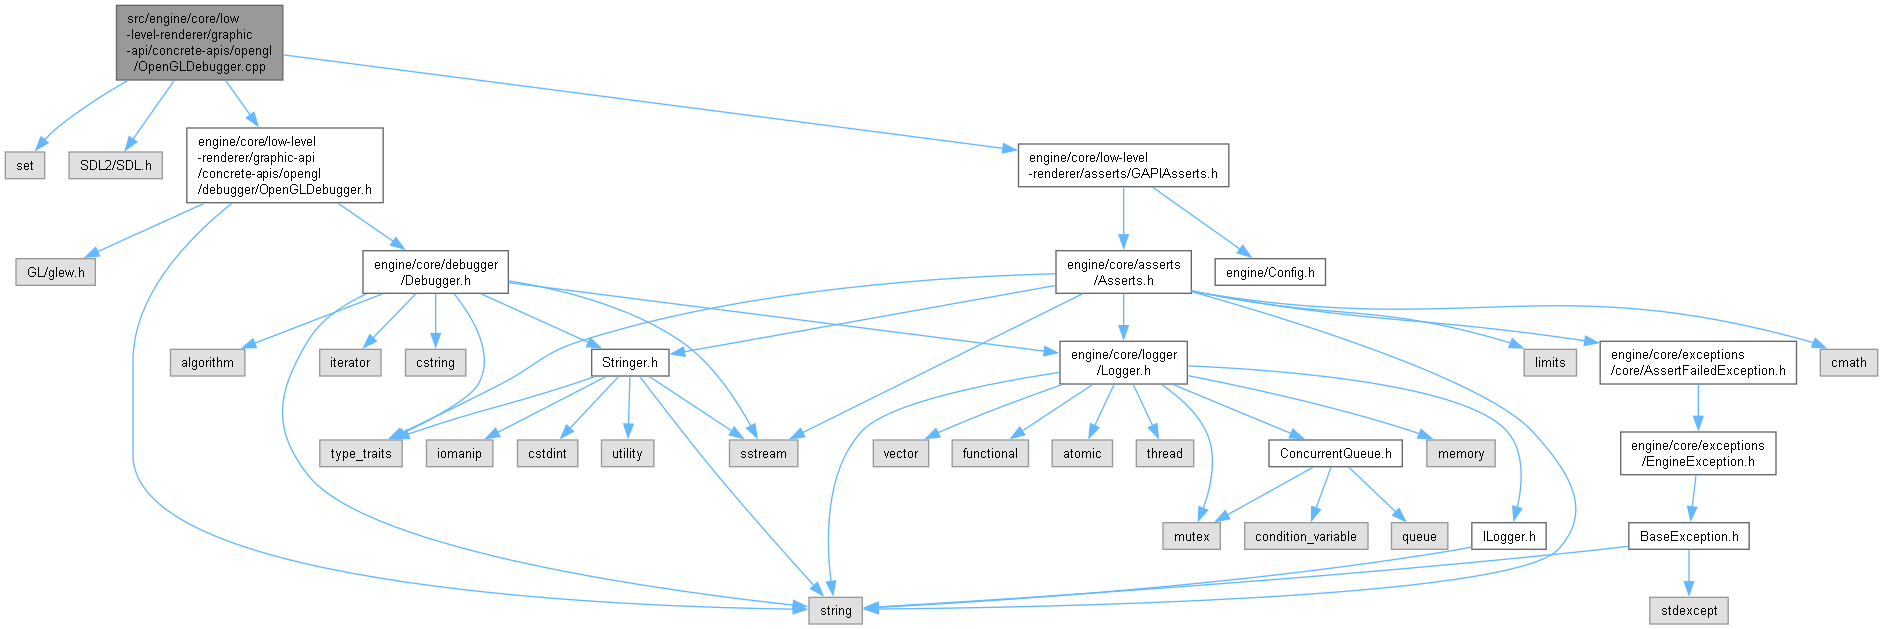 src/engine/core/low
-level-renderer/graphic
-api/concrete-apis/opengl
/OpenGLDebugger.cpp
set
SDL2/SDL.h
engine/core/low-level
-renderer/graphic-api
/concrete-apis/opengl
/debugger/OpenGLDebugger.h
engine/core/low-level
-renderer/asserts/GAPIAsserts.h
GL/glew.h
engine/core/debugger
/Debugger.h
engine/core/asserts
/Asserts.h
engine/Config.h
algorithm
iterator
cstring
Stringer.h
engine/core/logger
/Logger.h
limits
engine/core/exceptions
/core/AssertFailedException.h
cmath
type_traits
iomanip
cstdint
utility
sstream
vector
functional
atomic
thread
ConcurrentQueue.h
memory
engine/core/exceptions
/EngineException.h
mutex
condition_variable
queue
ILogger.h
BaseException.h
string
stdexcept